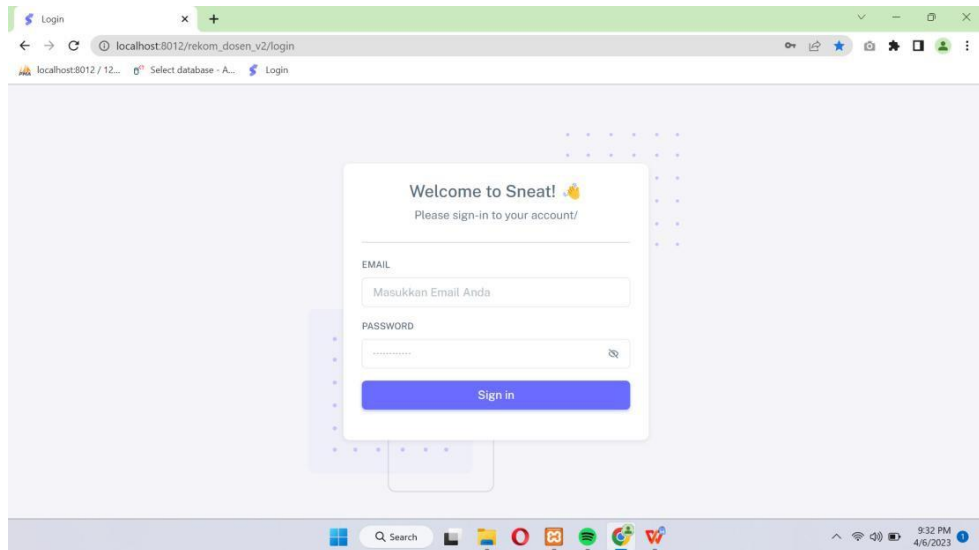 Login
localhost:8012/rekom_dosen_v2/login
localhost:8012 / 12... Select database - A... Login
Welcome to Sneat! 👋
Please sign-in to your account/
EMAIL
Masukkan Email Anda
PASSWORD
············
Sign in
Search
9:32 PM
4/6/2023
1